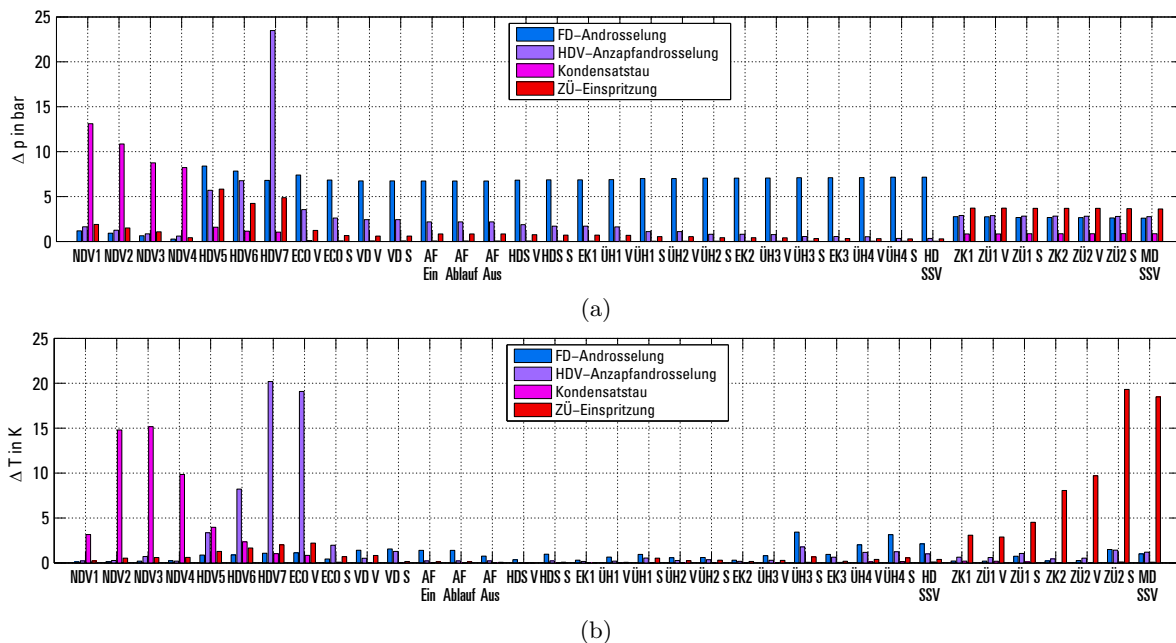 25
20
15
10
5
0
Δ p in bar
FD–Androsselung
HDV–Anzapfandrosselung
Kondensatstau
ZÜ–Einspritzung
NDV1 NDV2 NDV3 NDV4 HDV5 HDV6 HDV7 ECO V ECO S VD V VD S AF AF AF HDS V HDS S EK1 ÜH1 V ÜH1 S ÜH2 V ÜH2 S EK2 ÜH3 V ÜH3 S EK3 ÜH4 V ÜH4 S HD ZK1 ZÜ1 V ZÜ1 S ZK2 ZÜ2 V ZÜ2 S MD
Ein Ablauf Aus SSV SSV
(a)
25
20
15
10
5
0
Δ T in K
FD–Androsselung
HDV–Anzapfandrosselung
Kondensatstau
ZÜ–Einspritzung
NDV1 NDV2 NDV3 NDV4 HDV5 HDV6 HDV7 ECO V ECO S VD V VD S AF AF AF HDS V HDS S EK1 ÜH1 V ÜH1 S ÜH2 V ÜH2 S EK2 ÜH3 V ÜH3 S EK3 ÜH4 V ÜH4 S HD ZK1 ZÜ1 V ZÜ1 S ZK2 ZÜ2 V ZÜ2 S MD
Ein Ablauf Aus SSV SSV
(b)